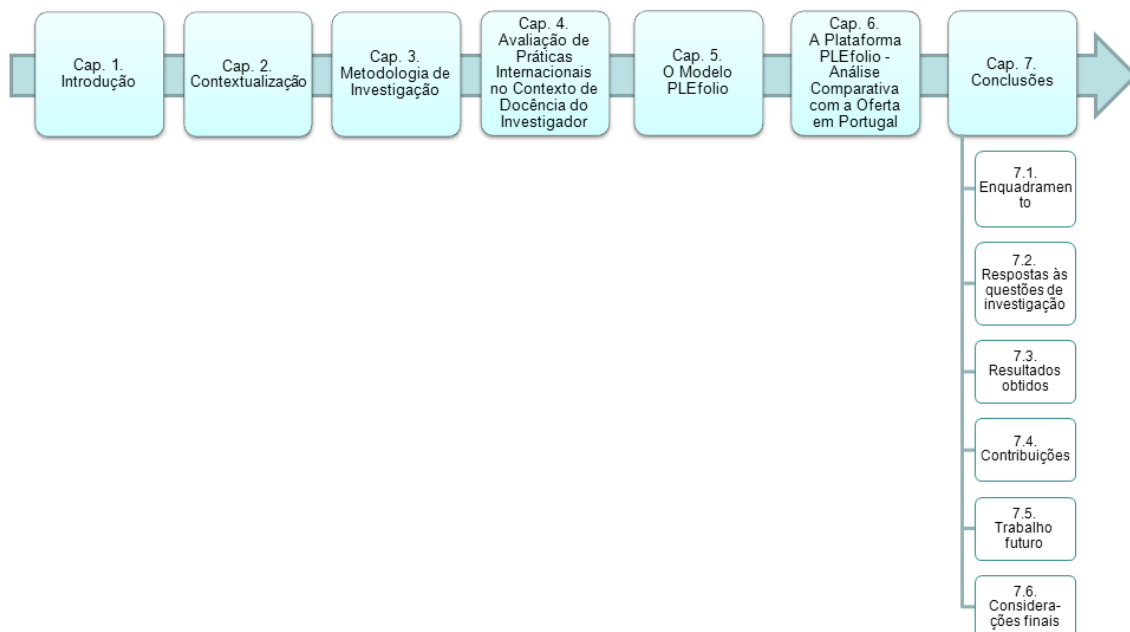 Cap. 1.
Introdução
Cap. 2.
Contextualização
Cap. 3.
Metodologia de
Investigação
Cap. 4.
Avaliação de
Práticas
Internacionais
no Contexto de
Docência do
Investigador
Cap. 5.
O Modelo
PLEfolio
Cap. 6.
A Plataforma
PLEfolio -
Análise
Comparativa
com a Oferta
em Portugal
Cap. 7.
Conclusões
7.1.
Enquadramen
to
7.2.
Respostas às
questões de
investigação
7.3.
Resultados
obtidos
7.4.
Contribuições
7.5.
Trabalho
futuro
7.6.
Considera-
ções finais